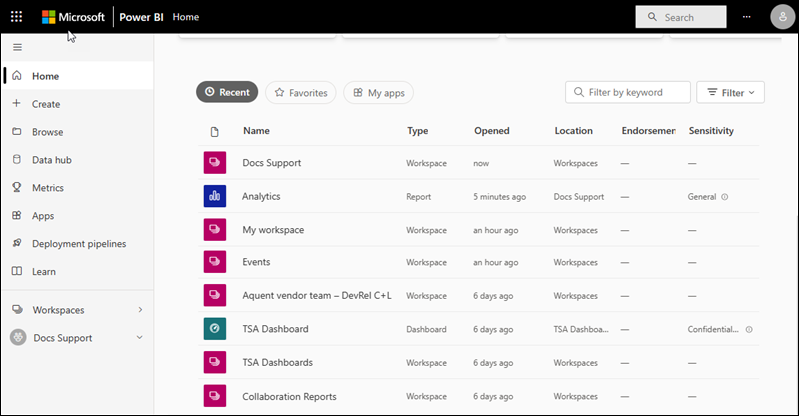 Microsoft Power BI Home Search ...
Home
Create
Browse
Data hub
Metrics
Apps
Deployment pipelines
Learn
Workspaces
Docs Support
Recent Favorites My apps Filter by keyword Filter
Name Type Opened Location Endorsemen Sensitivity
Docs Support Workspace now Workspaces — —
Analytics Report 5 minutes ago Docs Support — General
My workspace Workspace an hour ago Workspaces — —
Events Workspace an hour ago Workspaces — —
Aquent vendor team – DevRel C+L Workspace 6 days ago Workspaces — —
TSA Dashboard Dashboard 6 days ago TSA Dashboa... — Confidential...
TSA Dashboards Workspace 6 days ago Workspaces — —
Collaboration Reports Workspace 6 days ago Workspaces — —